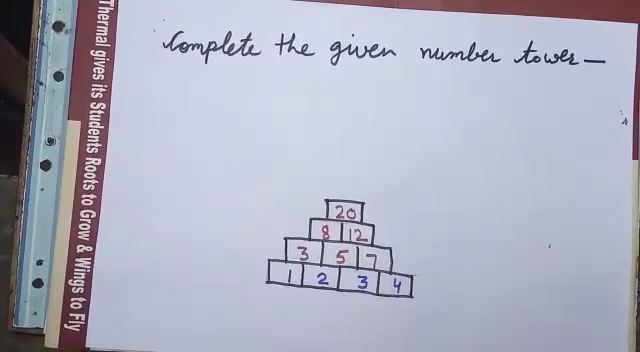 Complete the given number tower —
Thermal gives its Students Roots to Grow & Wings to Fly
20
8 12
3 5 7
1 2 3 4